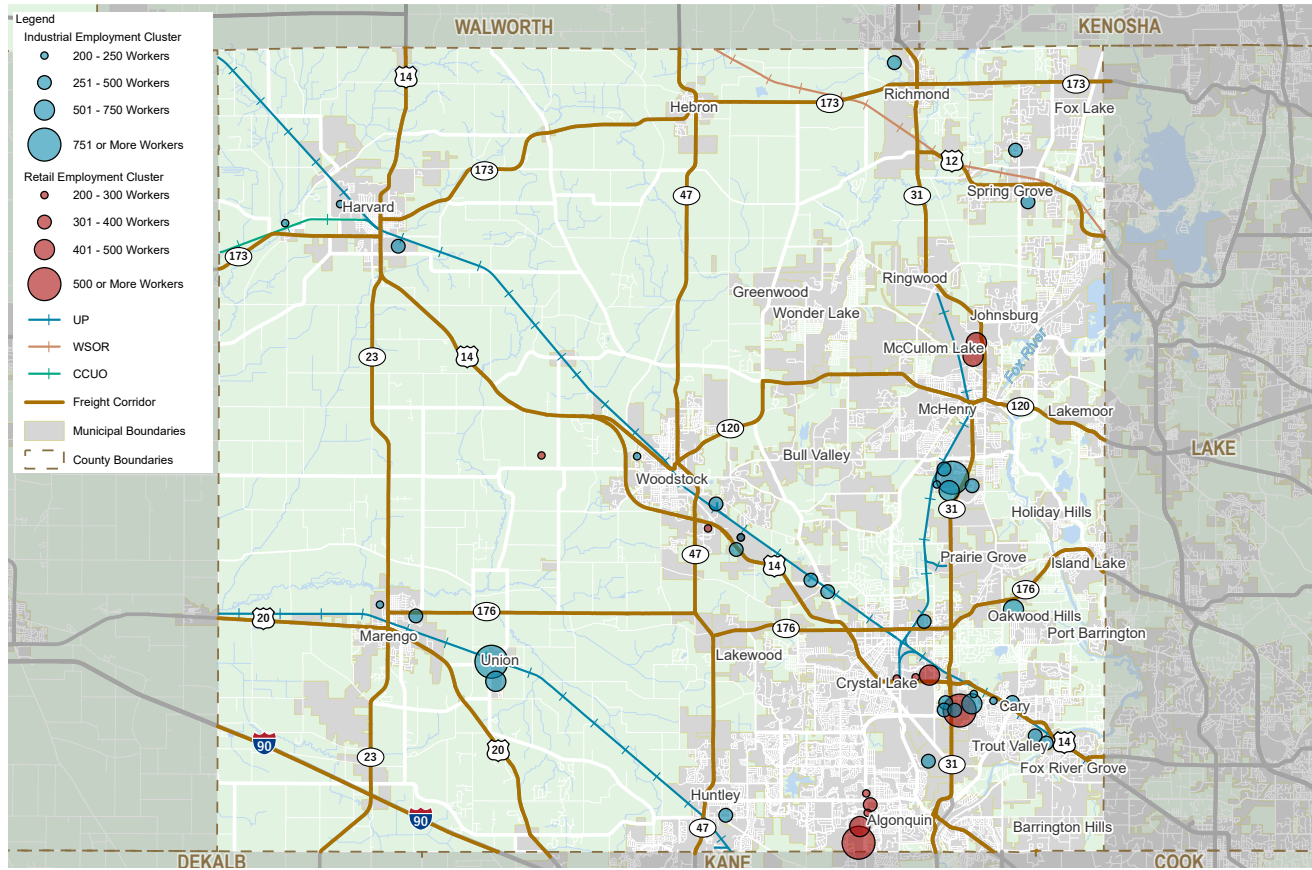 Legend
Industrial Employment Cluster
200 - 250 Workers
251 - 500 Workers
501 - 750 Workers
751 or More Workers
Retail Employment Cluster
200 - 300 Workers
301 - 400 Workers
401 - 500 Workers
500 or More Workers
UP
WSOR
CCUO
Freight Corridor
Municipal Boundaries
County Boundaries
WALWORTH
KENOSHA
14
Richmond
173
Hebron
173
Fox Lake
12
173
47
31
Spring Grove
Harvard
173
Ringwood
Greenwood
Wonder Lake
Johnsburg
Fox River
McCullom Lake
23
14
McHenry
120
Lakemoor
120
LAKE
Bull Valley
Woodstock
31
Holiday Hills
47
Prairie Grove
Island Lake
14
176
20
176
Oakwood Hills
176
Port Barrington
Marengo
Lakewood
Union
Crystal Lake
Cary
90
20
14
Trout Valley
23
31
Fox River Grove
Huntley
90
Algonquin
47
Barrington Hills
DEKALB
KANE
COOK